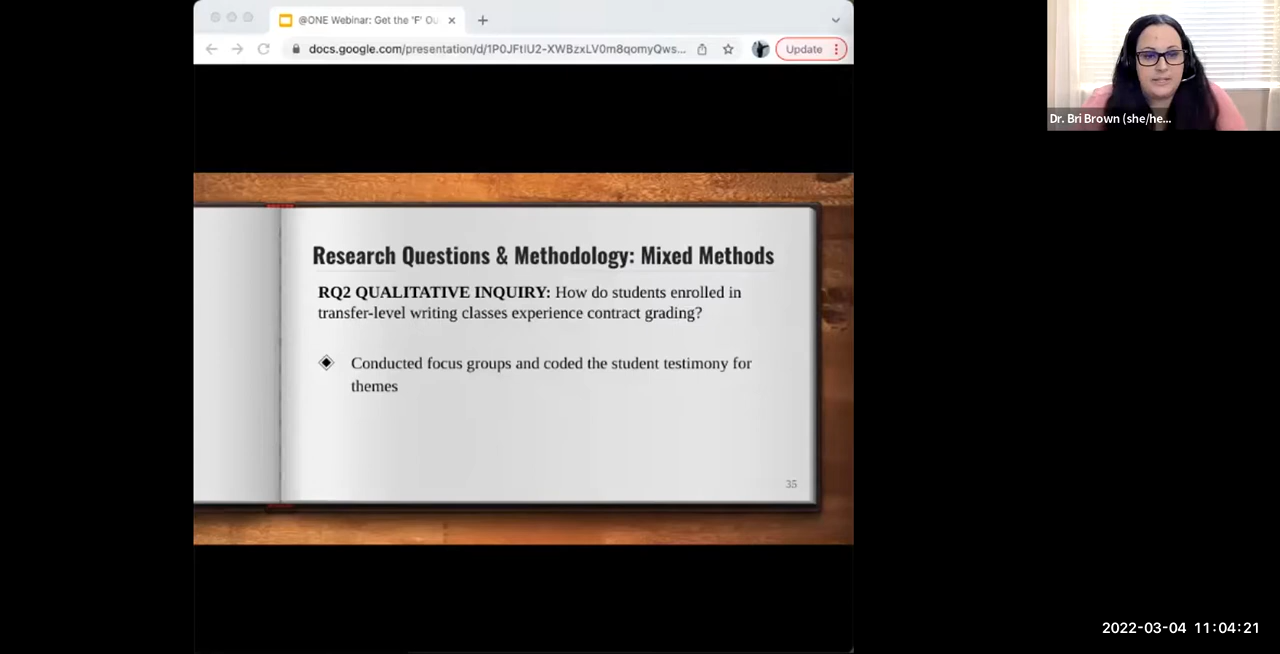 @ONE Webinar: Get the 'F' Ou
docs.google.com/presentation/d/1P0JFtIU2-XWBzxLV0m8qomyQws...
Update
Dr. Bri Brown (she/he...
Research Questions & Methodology: Mixed Methods
RQ2 QUALITATIVE INQUIRY: How do students enrolled in
transfer-level writing classes experience contract grading?
Conducted focus groups and coded the student testimony for
themes
35
2022-03-04 11:04:21